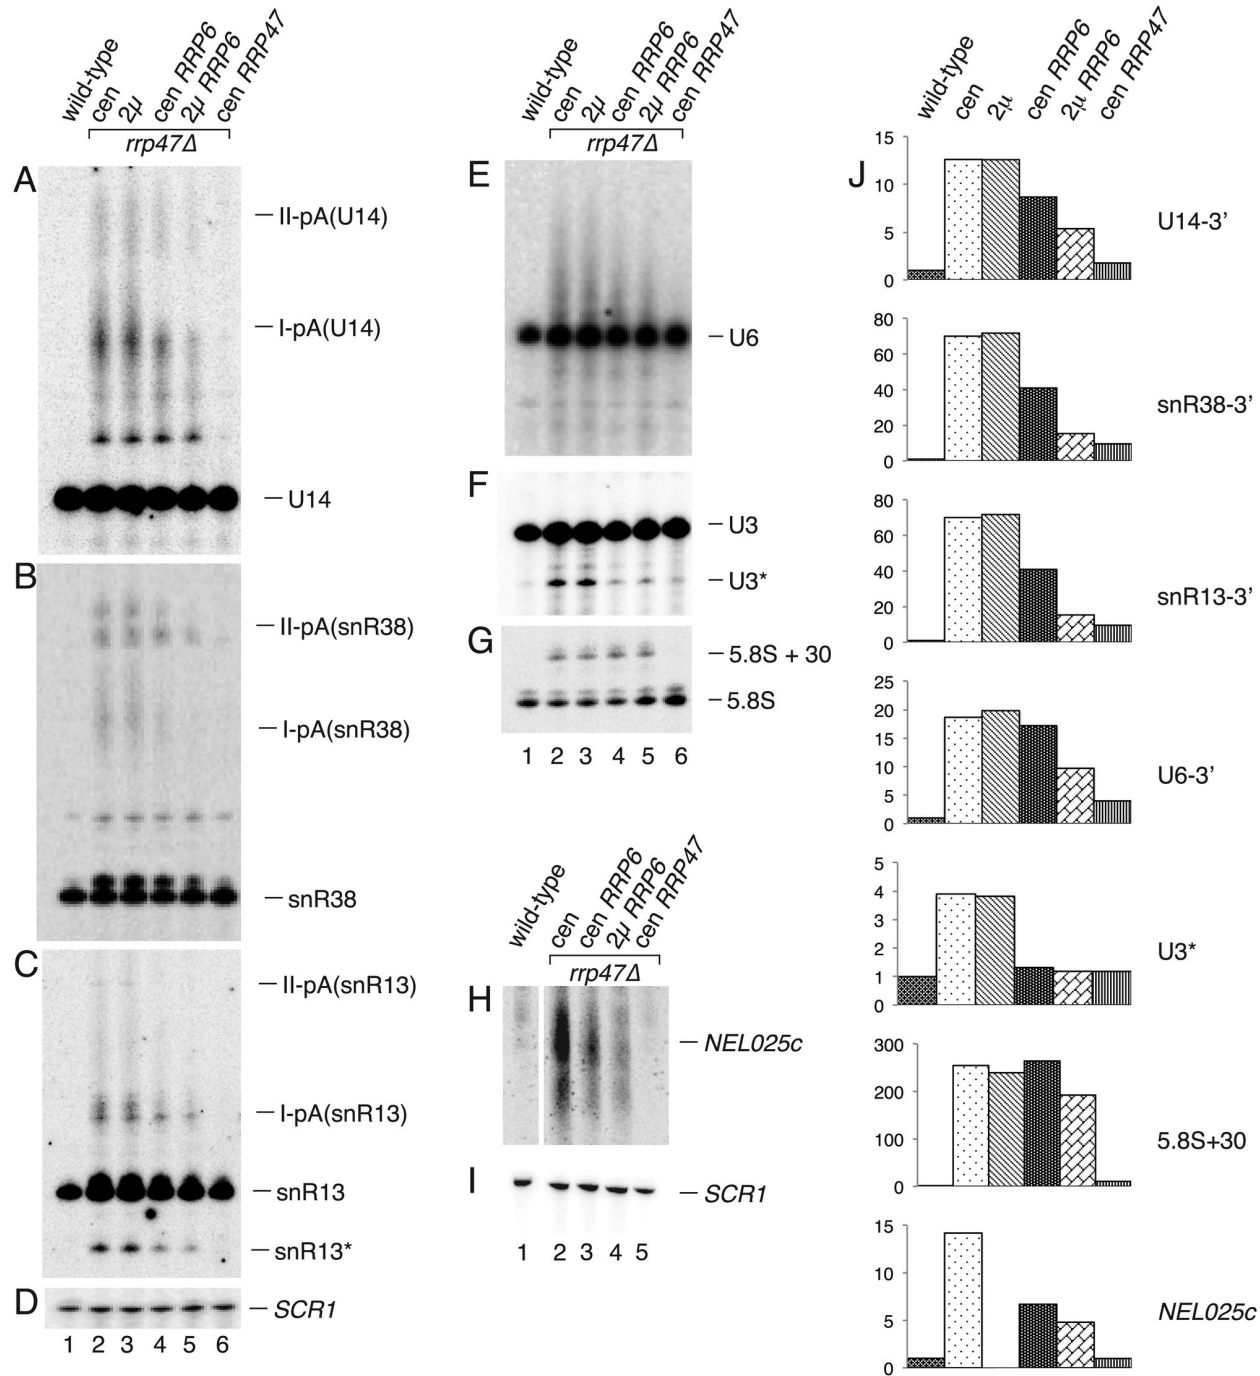 wild-type
cen
2µ
cen RRP6
2µ RRP6
cen RRP47
rrp47Δ
A
II-pA(U14)
I-pA(U14)
U14
B
II-pA(snR38)
I-pA(snR38)
snR38
C
II-pA(snR13)
I-pA(snR13)
snR13
snR13*
D
SCR1
1 2 3 4 5 6
wild-type
cen
2µ
cen RRP6
2µ RRP6
cen RRP47
rrp47Δ
E
U6
F
U3
U3*
G
5.8S + 30
5.8S
1 2 3 4 5 6
wild-type
cen
cen RRP6
2µ RRP6
cen RRP47
rrp47Δ
H
NEL025c
I
SCR1
1 2 3 4 5
wild-type
cen
2µ
cen RRP6
2µ RRP6
cen RRP47
J
15
10
5
0
U14-3’
80
60
40
20
0
snR38-3’
80
60
40
20
0
snR13-3’
25
20
15
10
5
0
U6-3’
5
4
3
2
1
0
U3*
300
200
100
0
5.8S+30
15
10
5
0
NEL025c